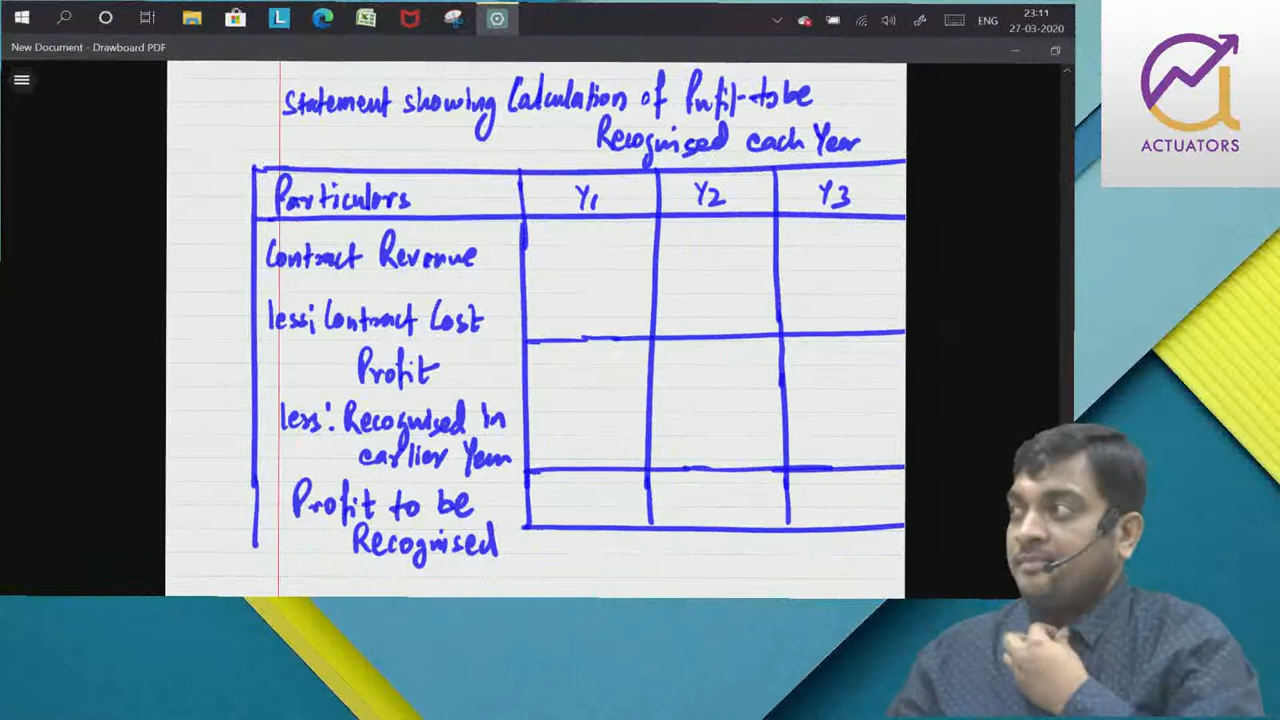 23:11
ENG
27-03-2020
New Document - Drawboard PDF
ACTUATORS
Statement showing Calculation of Profit to be
Recognised each Year
Particulars Y1 Y2 Y3
Contract Revenue
less; Contract Cost
Profit
less: Recognised in
earlier Year
Profit to be
Recognised